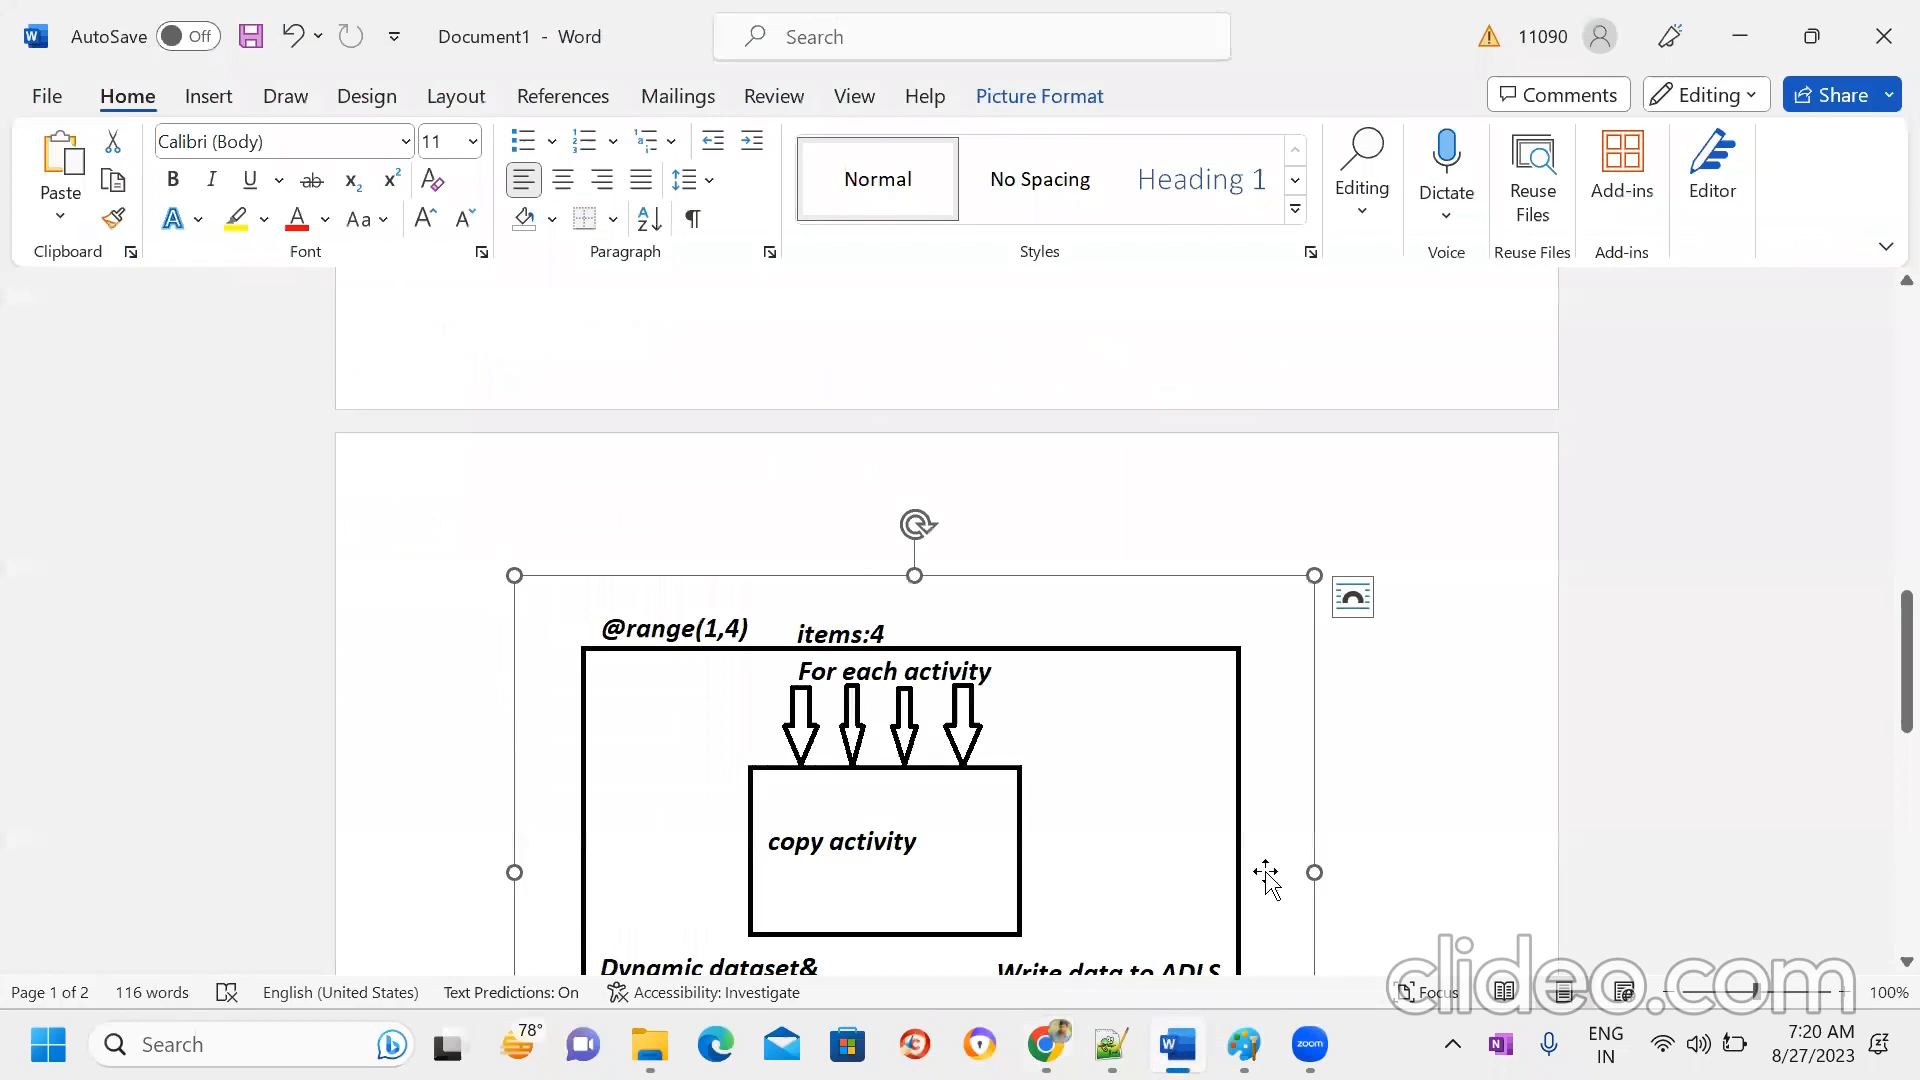 AutoSave Off Document1 - Word Search 11090
File Home Insert Draw Design Layout References Mailings Review View Help Picture Format Comments Editing Share
Paste Calibri (Body) 11 Normal No Spacing Heading 1 Editing Dictate Reuse Files Add-ins Editor
Clipboard Font Paragraph Styles Voice Reuse Files Add-ins
@range(1,4) items:4
For each activity
copy activity
Dynamic dataset& Write data to ADLS
clideo.com
Page 1 of 2 116 words English (United States) Text Predictions: On Accessibility: Investigate Focus 100%
Search 78° zoom ENG IN 7:20 AM 8/27/2023